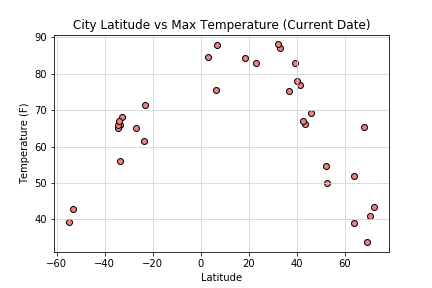 City Latitude vs Max Temperature (Current Date)
90
80
70
60
50
40
Temperature (F)
−60 −40 −20 0 20 40 60
Latitude